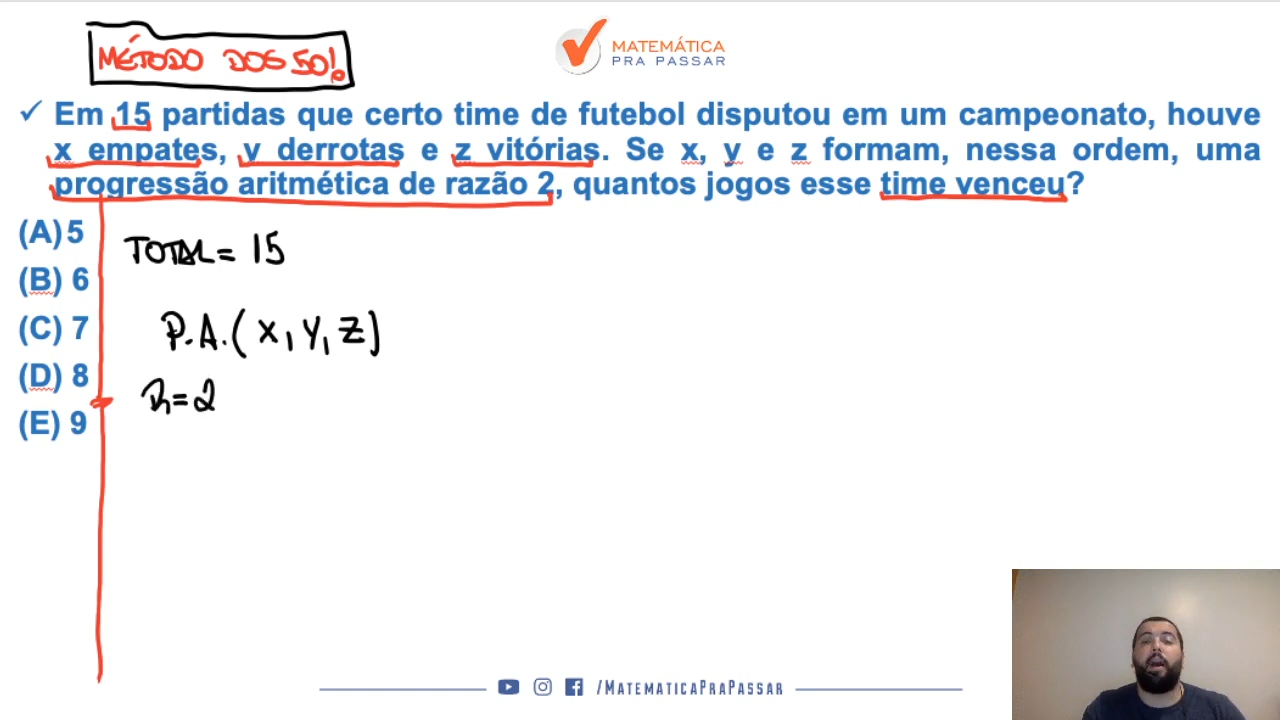 MÉTODO DOS 50!
MATEMÁTICA
PRA PASSAR
✓ Em 15 partidas que certo time de futebol disputou em um campeonato, houve
x empates, y derrotas e z vitórias. Se x, y e z formam, nessa ordem, uma
progressão aritmética de razão 2, quantos jogos esse time venceu?
(A) 5
(B) 6
(C) 7
(D) 8
(E) 9
TOTAL = 15
P.A. (X, Y, Z)
R = 2
/MATEMATICAPRAPASSAR